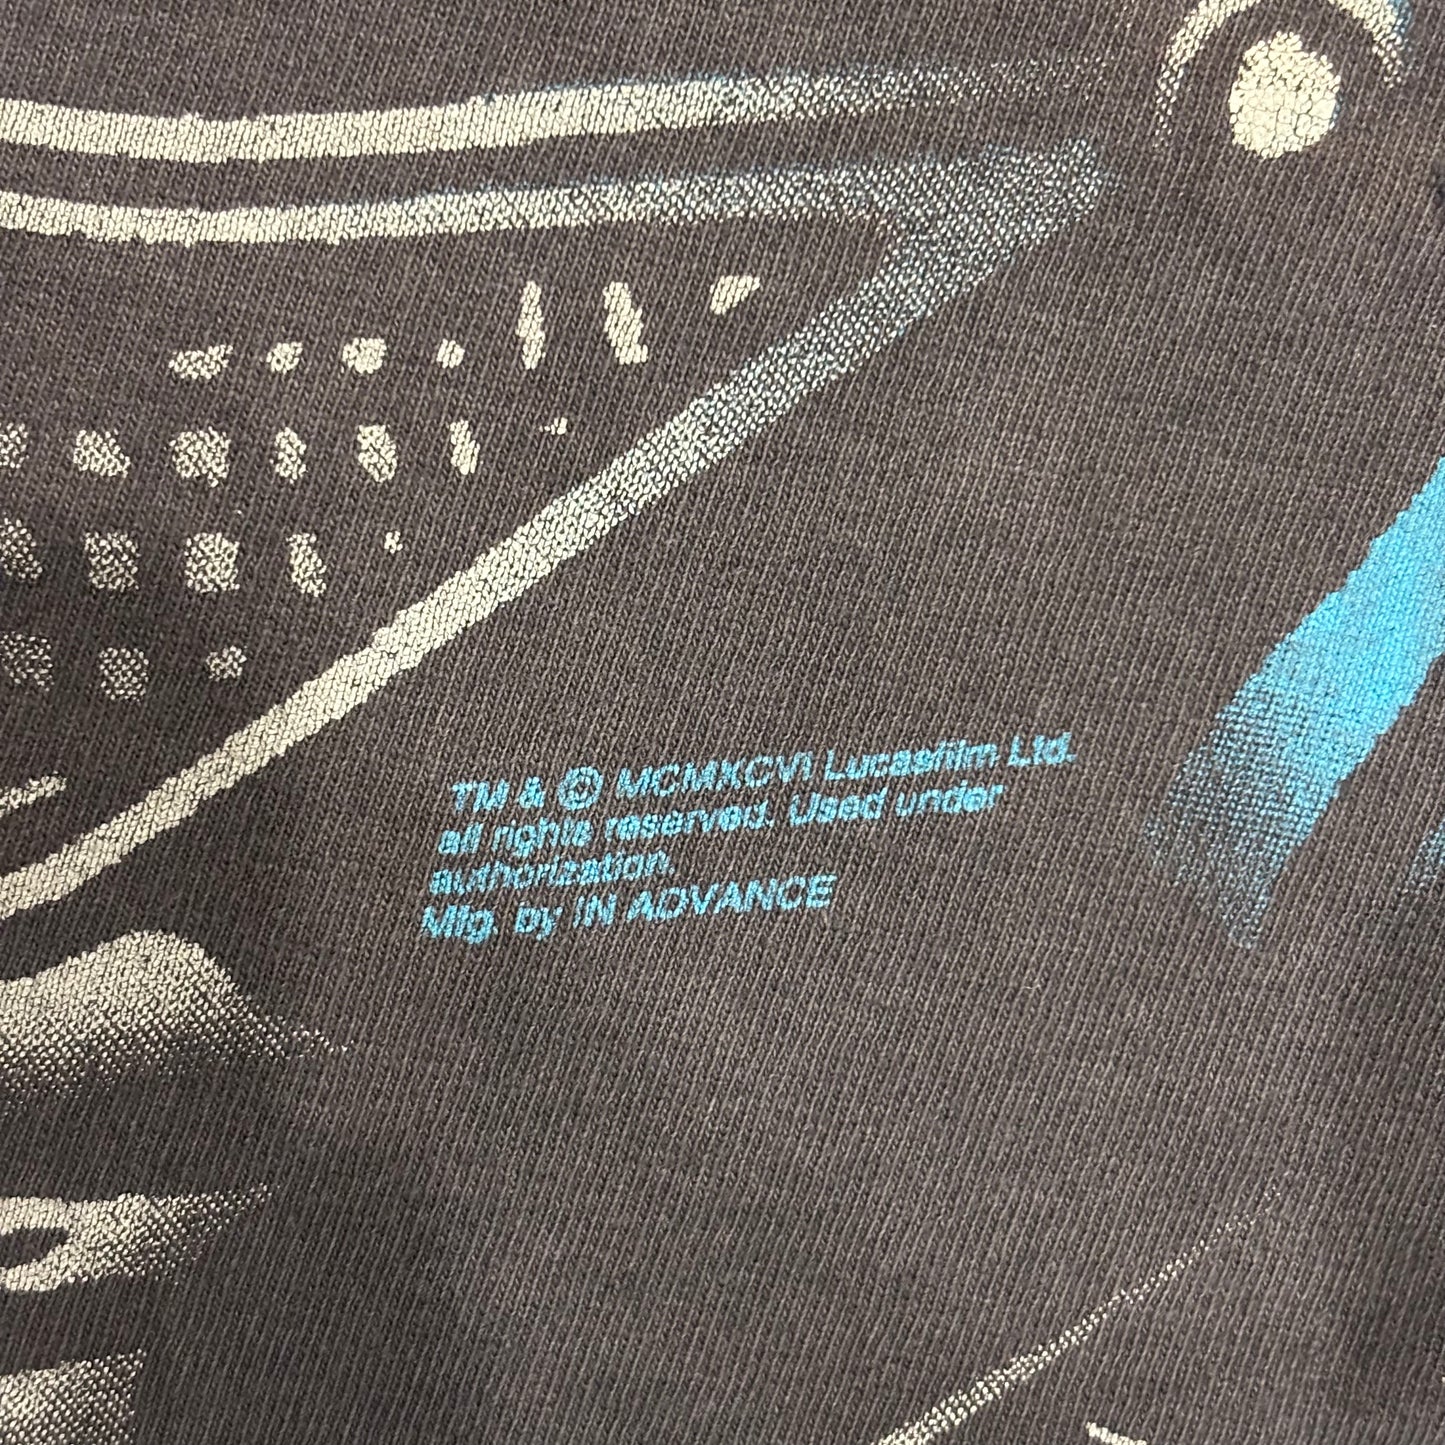 TM & © MCMXCVI Lucasfilm Ltd.
all rights reserved. Used under
authorization.
Mfg. by IN ADVANCE